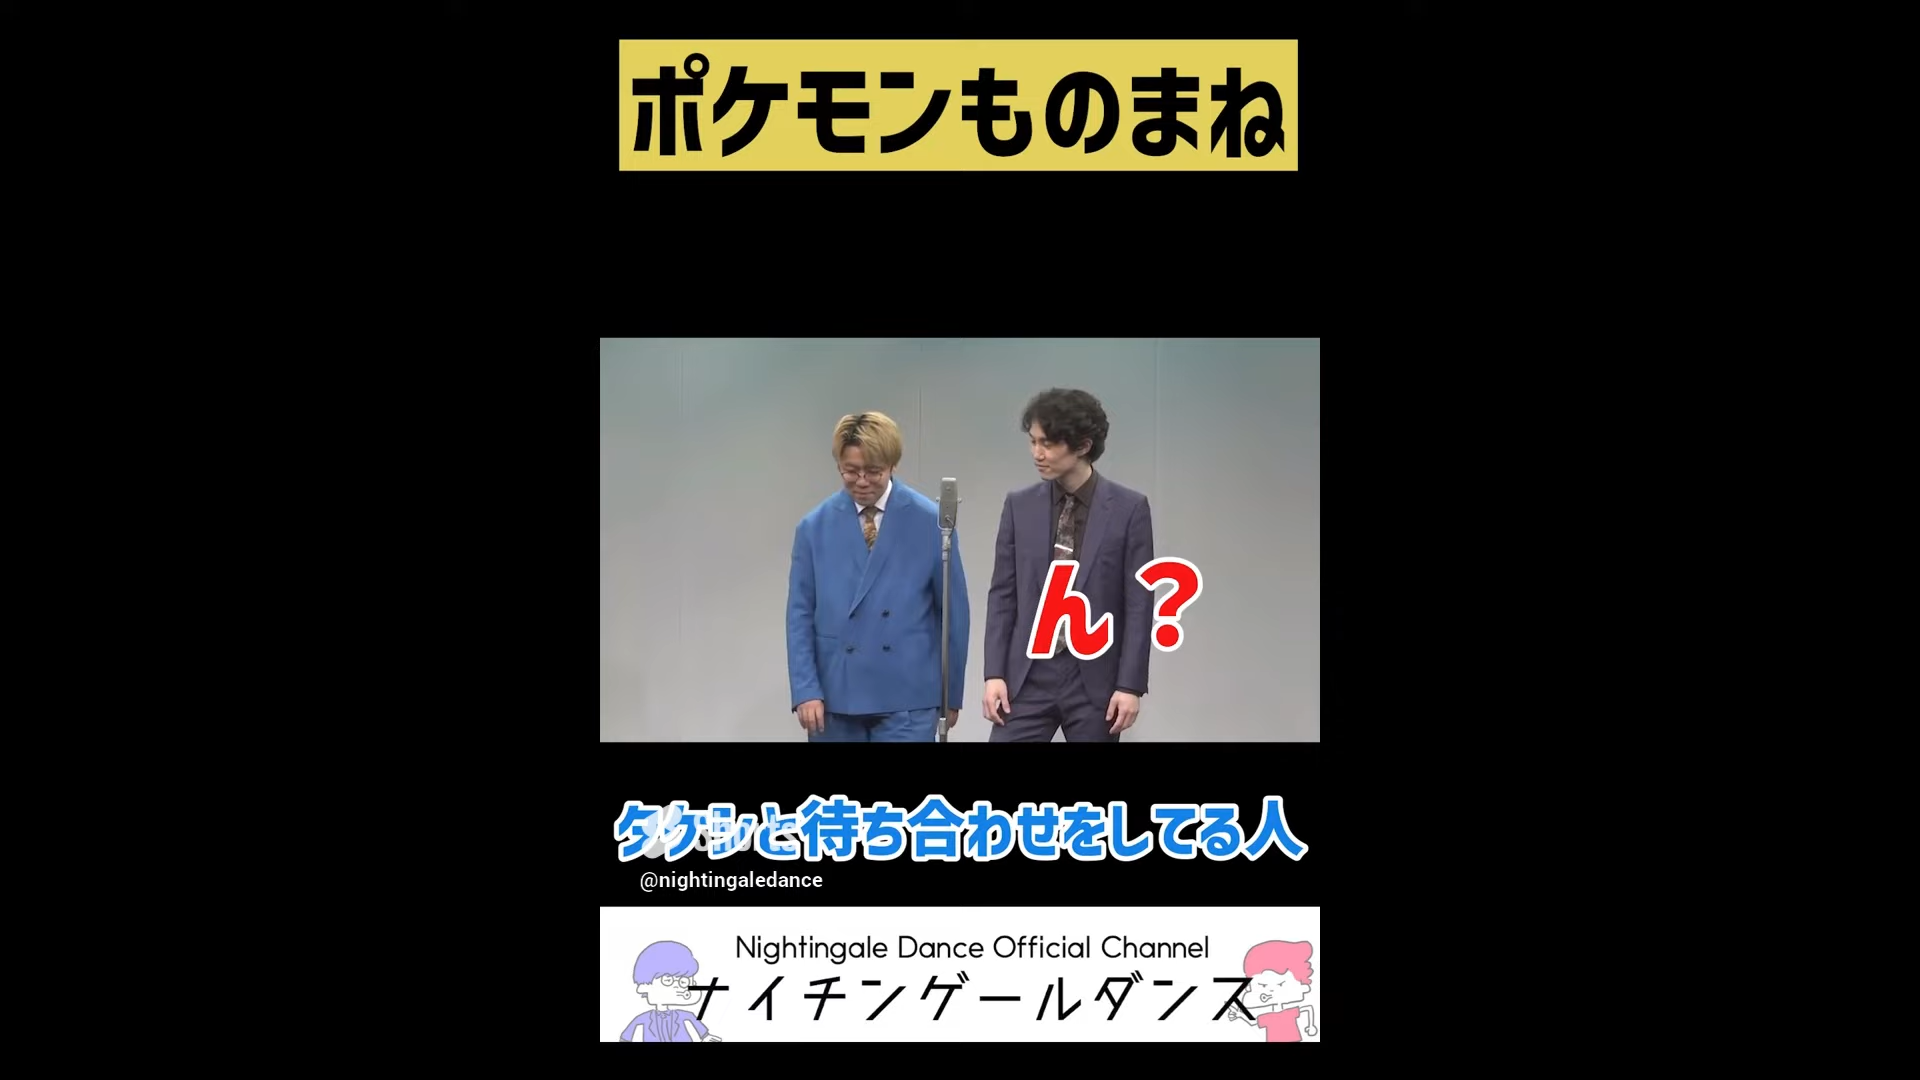 ポケモンものまね
ん？
タケシと待ち合わせをしてる人
Shorts
@nightingaledance
Nightingale Dance Official Channel
ナイチンゲールダンス